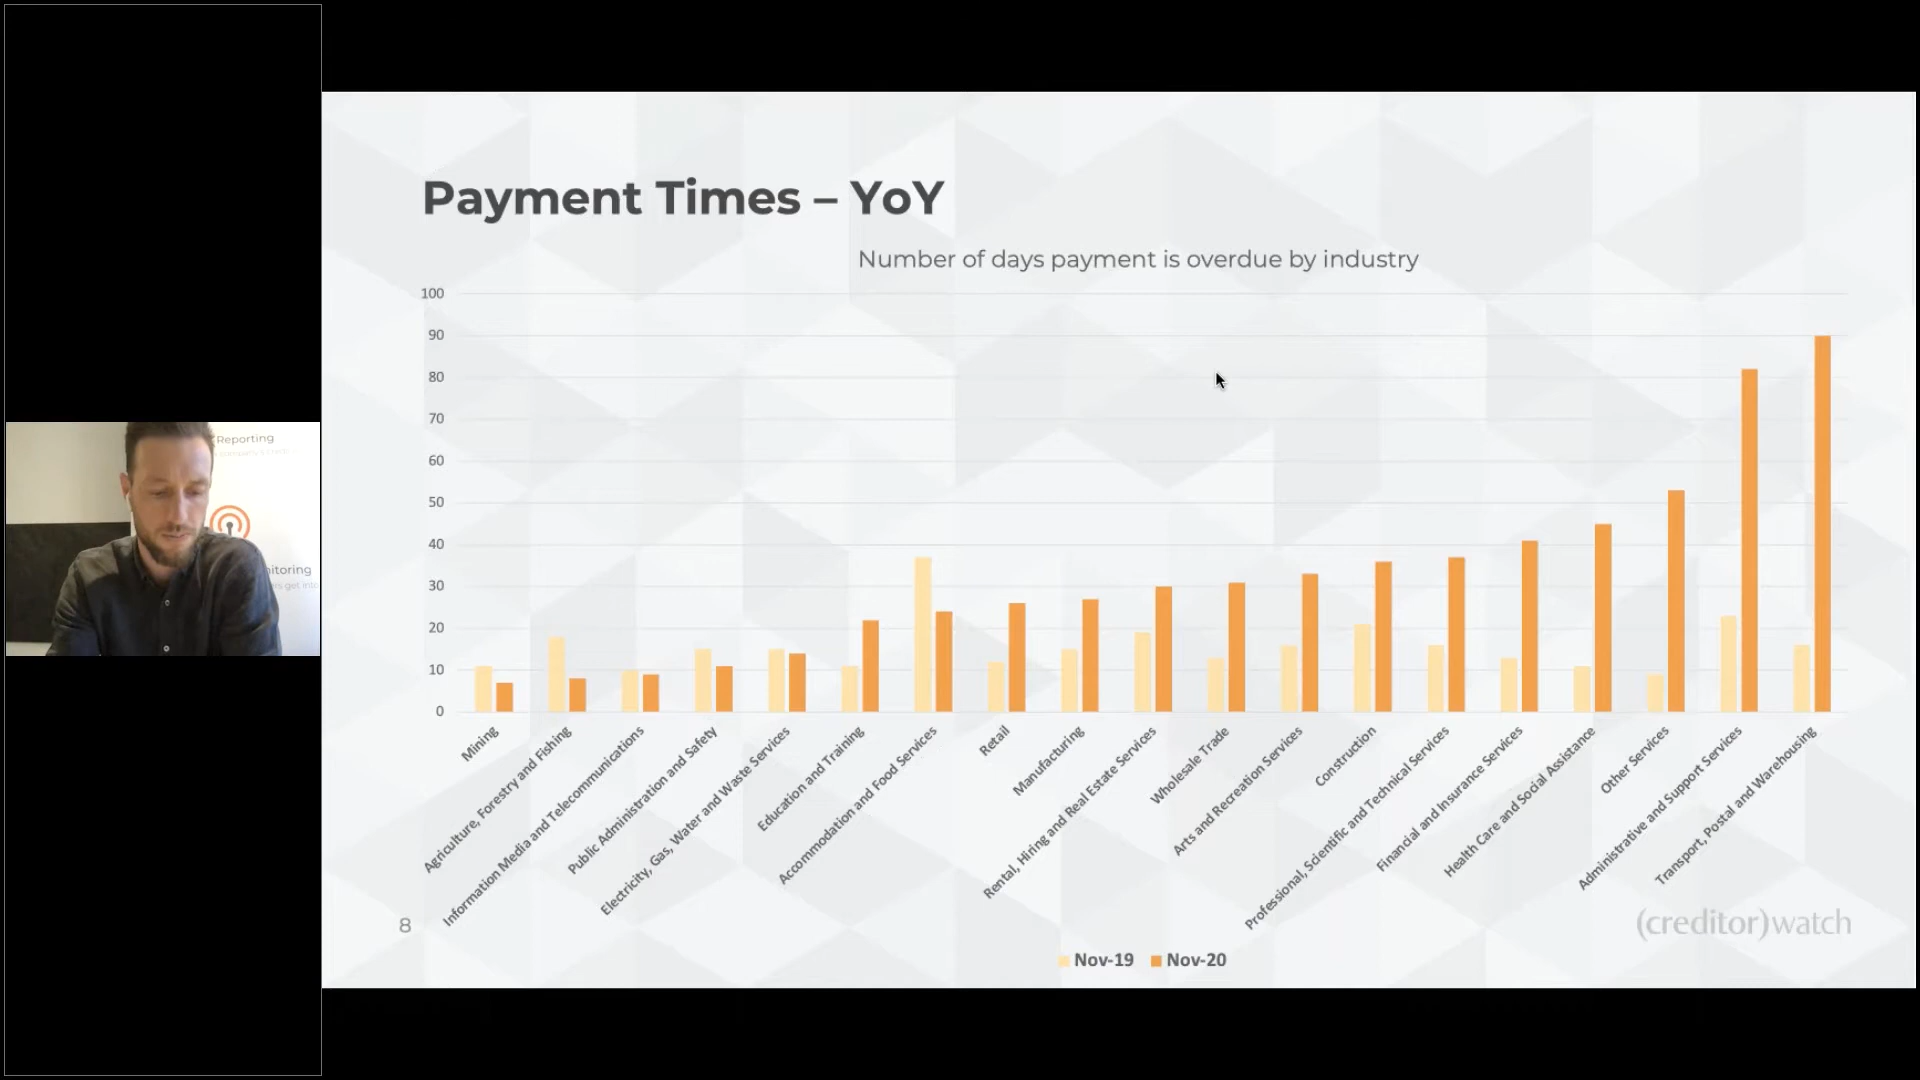 Reporting
nitoring
Payment Times – YoY
Number of days payment is overdue by industry
100
90
80
70
60
50
40
30
20
10
0
Mining
Agriculture, Forestry and Fishing
Information Media and Telecommunications
Public Administration and Safety
Electricity, Gas, Water and Waste Services
Education and Training
Accommodation and Food Services
Retail
Manufacturing
Rental, Hiring and Real Estate Services
Wholesale Trade
Arts and Recreation Services
Construction
Professional, Scientific and Technical Services
Financial and Insurance Services
Health Care and Social Assistance
Other Services
Administrative and Support Services
Transport, Postal and Warehousing
8
(creditor)watch
Nov-19 Nov-20